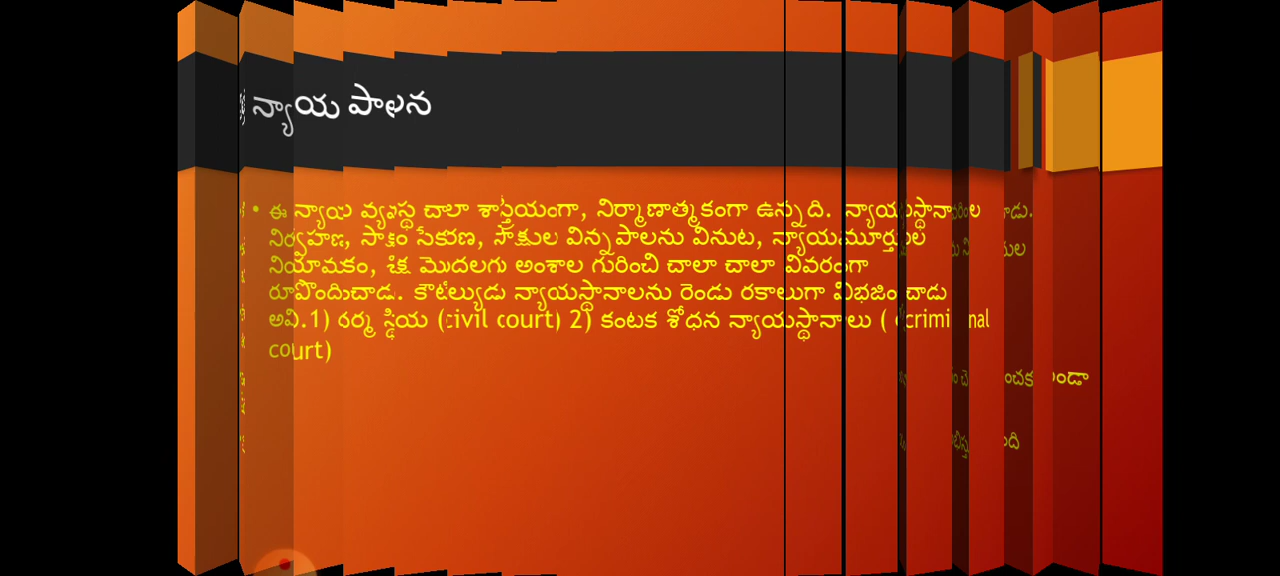 న్యాయ పాలన
• ఈ న్యాయ వ్యవస్థ చాలా శాస్త్రీయంగా, నిర్మాణాత్మకంగా ఉన్నది. న్యాయస్థానాల
నిర్వహణ, సాక్ష్యం సేకరణ, సాక్షుల విన్నపాలను వినుట, న్యాయమూర్తుల
నియామకం, శిక్ష మొదలగు అంశాల గురించి చాలా చాలా వివరంగా
రూపొందించాడు. కౌటిల్యుడు న్యాయస్థానాలను రెండు రకాలుగా విభజించాడు
అవి.1) ధర్మ స్థీయ (civil court) 2) కంటక శోధన న్యాయస్థానాలు ( criminal
court)